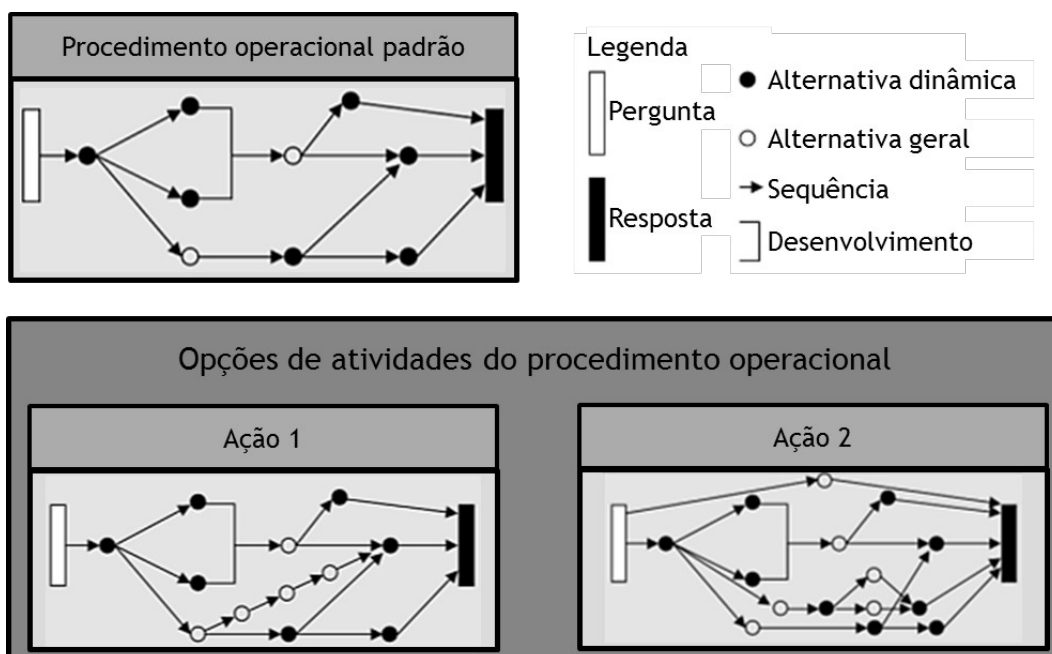 Procedimento operacional padrão
Legenda
Pergunta
Resposta
Alternativa dinâmica
Alternativa geral
Sequência
Desenvolvimento
Opções de atividades do procedimento operacional
Ação 1
Ação 2